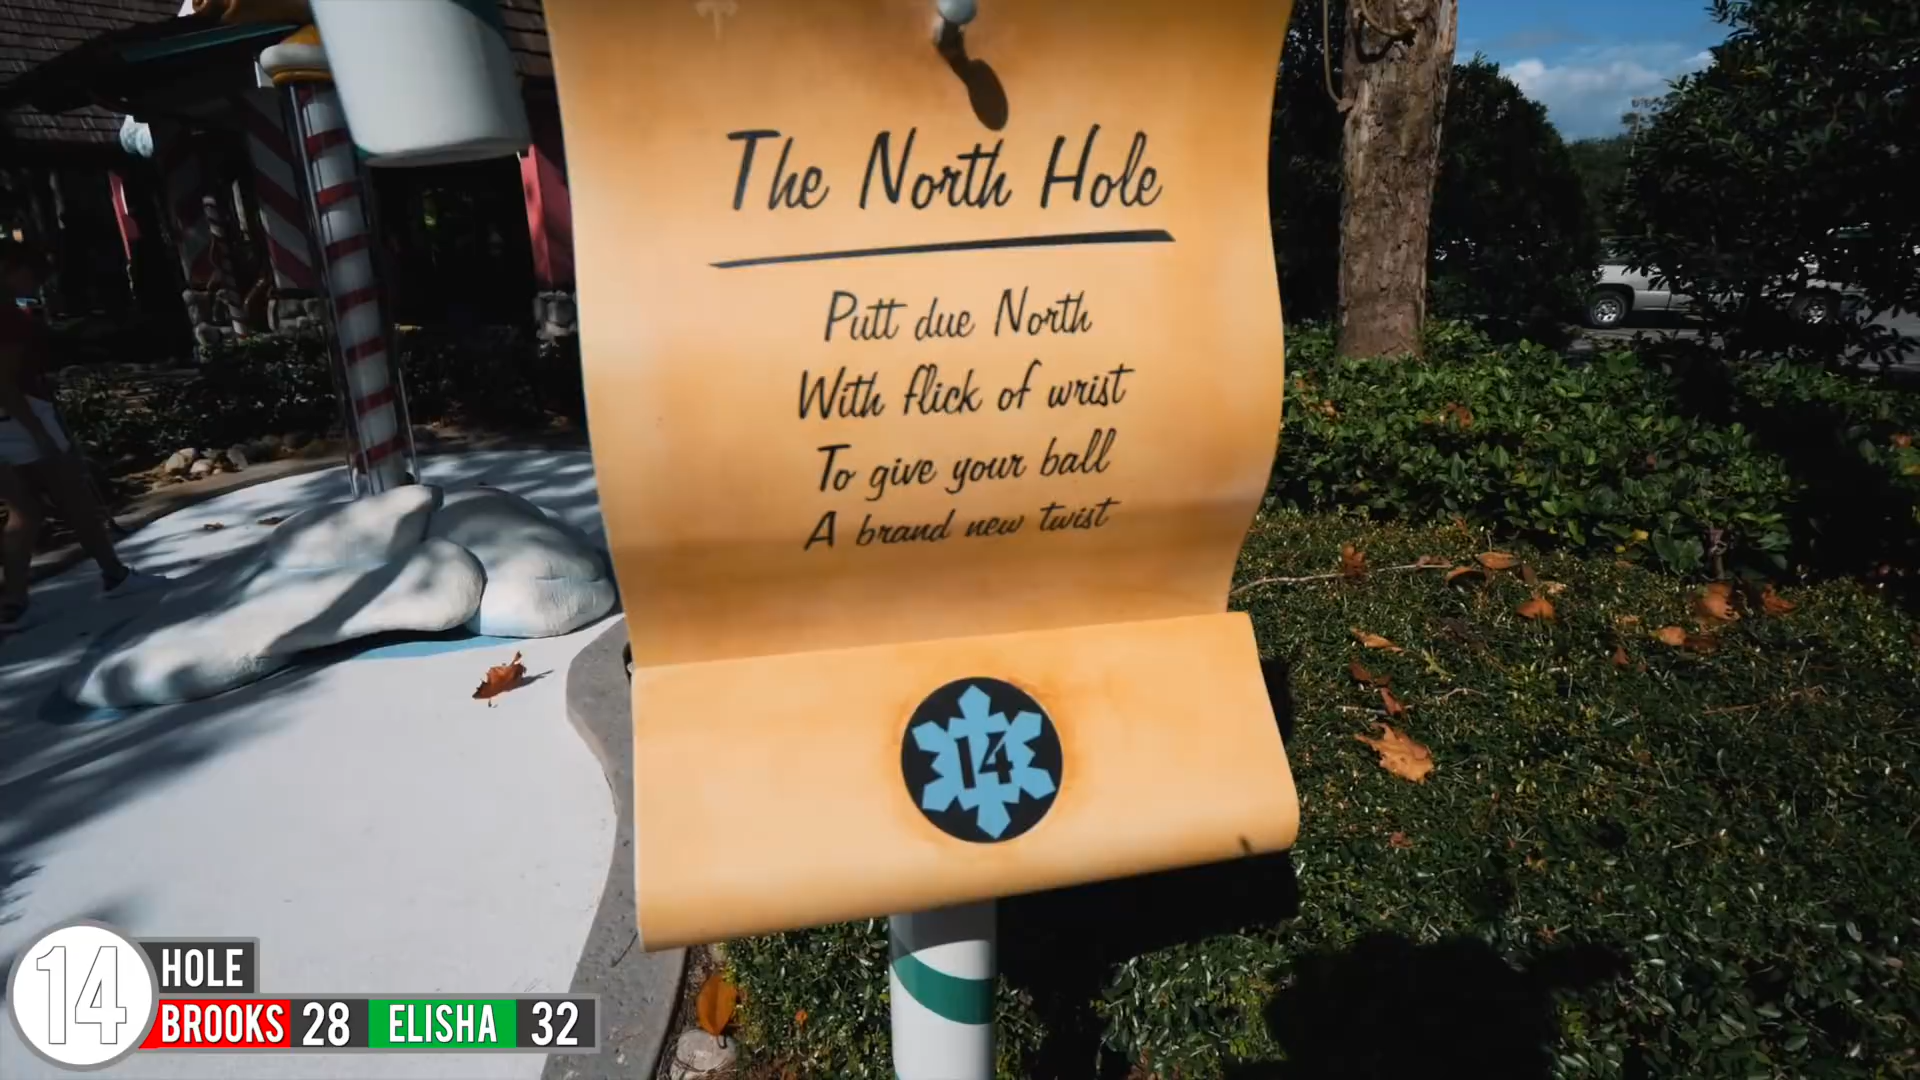 The North Hole
Putt due North
With flick of wrist
To give your ball
A brand new twist
14
14
HOLE
BROOKS 28 ELISHA 32